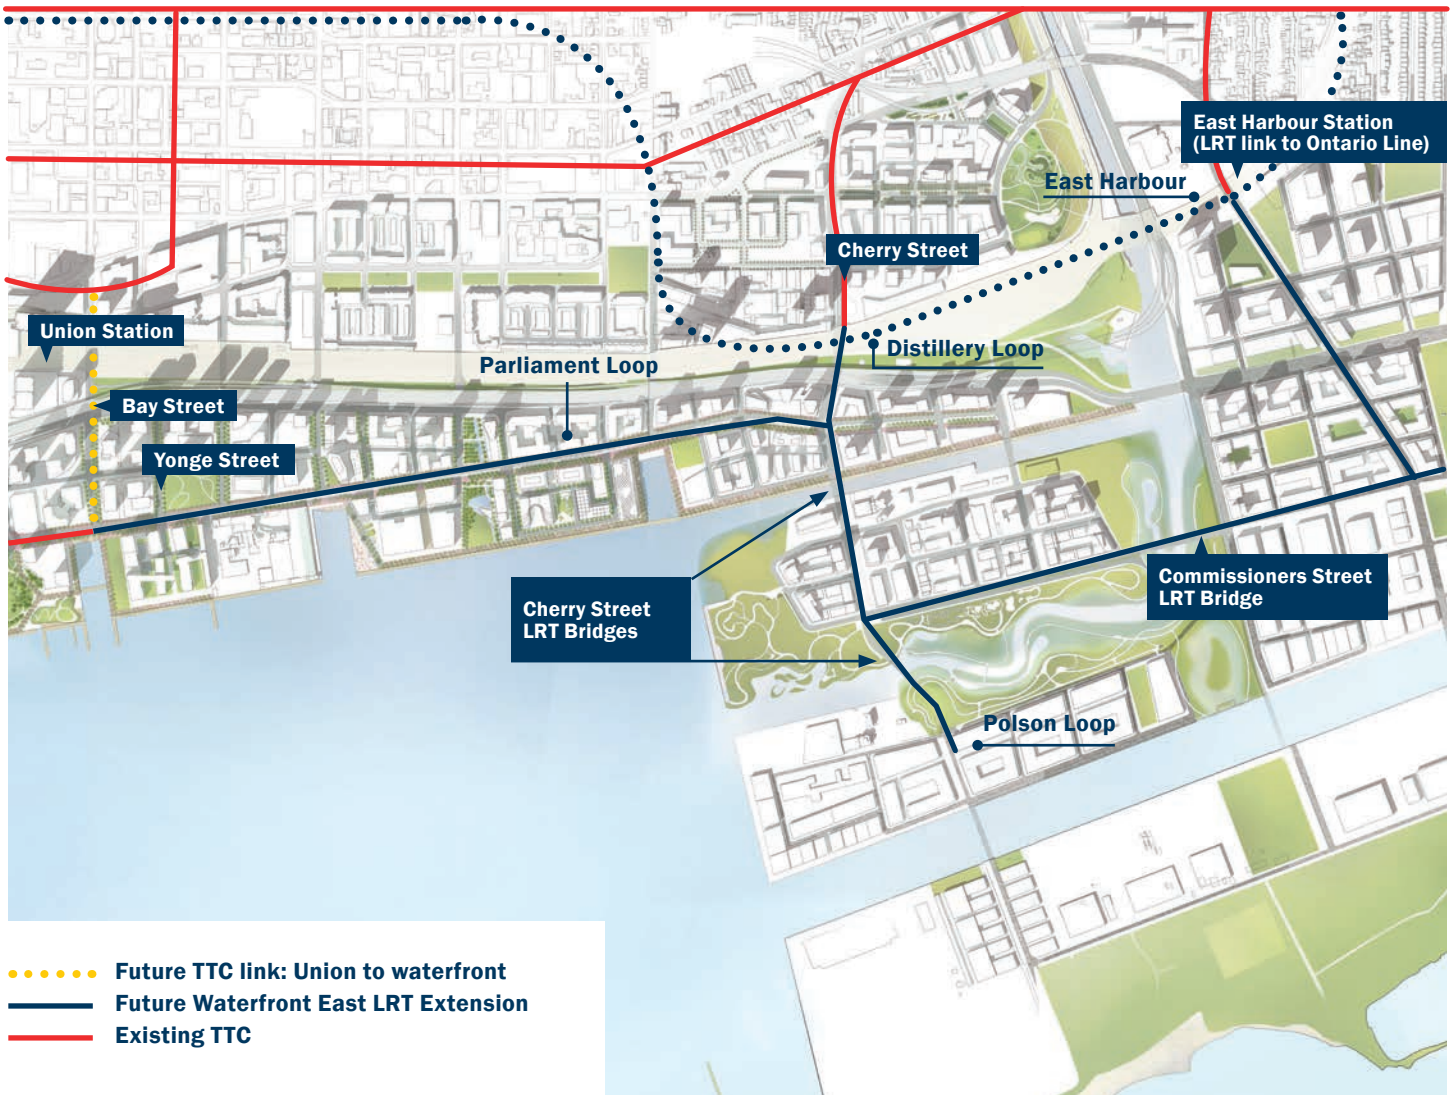 East Harbour Station
(LRT link to Ontario Line)
East Harbour
Cherry Street
Union Station
Distillery Loop
Parliament Loop
Bay Street
Yonge Street
Commissioners Street
LRT Bridge
Cherry Street
LRT Bridges
Polson Loop
Future TTC link: Union to waterfront
Future Waterfront East LRT Extension
Existing TTC